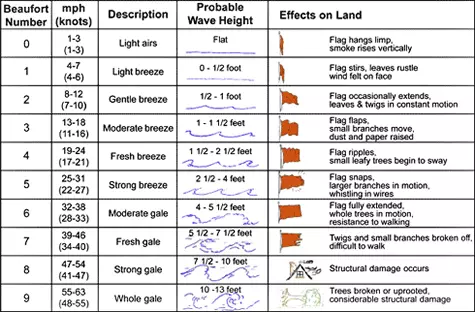 Beaufort
Number
mph
(knots)
Description
Probable
Wave Height
Effects on Land
0
1-3
(1-3)
Light airs
Flat
Flag hangs limp,
smoke rises vertically
1
4-7
(4-6)
Light breeze
0 - 1/2 foot
Flag stirs, leaves rustle
wind felt on face
2
8-12
(7-10)
Gentle breeze
1/2 - 1 foot
Flag occasionally extends,
leaves & twigs in constant motion
3
13-18
(11-16)
Moderate breeze
1 - 1 1/2 feet
Flag flaps,
small branches move,
dust and paper raised
4
19-24
(17-21)
Fresh breeze
1 1/2 - 2 1/2 feet
Flag ripples,
small leafy trees begin to sway
5
25-31
(22-27)
Strong breeze
2 1/2 - 4 feet
Flag snaps,
larger branches in motion,
whistling in wires
6
32-38
(28-33)
Moderate gale
4 - 5 1/2 feet
Flag fully extended,
whole trees in motion,
resistance to walking
7
39-46
(34-40)
Fresh gale
5 1/2 - 7 1/2 feet
Twigs and small branches broken off,
difficult to walk
8
47-54
(41-47)
Strong gale
7 1/2 - 10 feet
Structural damage occurs
9
55-63
(48-55)
Whole gale
10 -13 feet
Trees broken or uprooted,
considerable structural damage